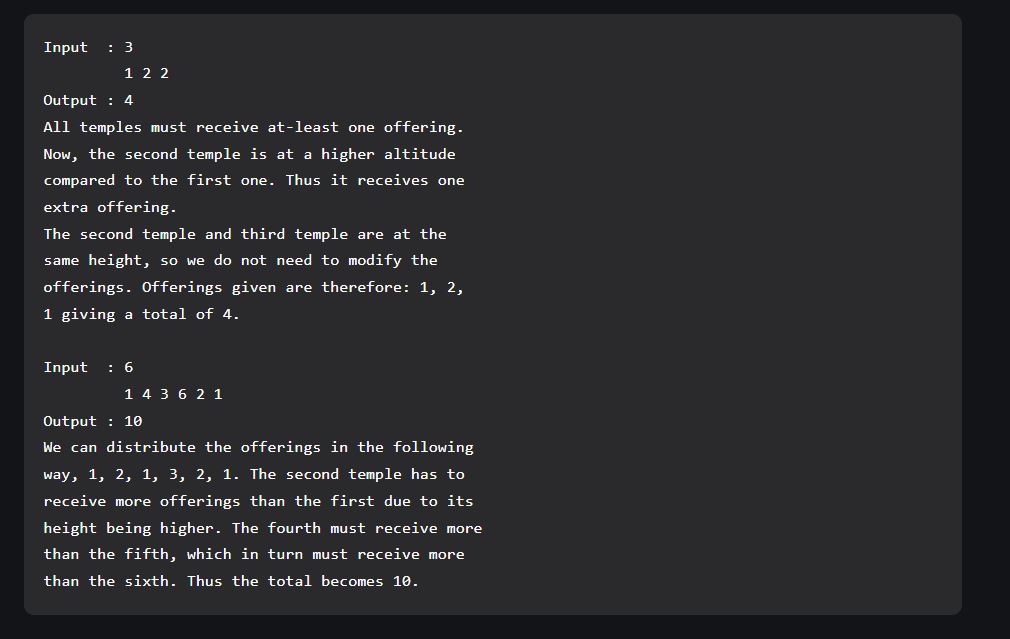 Input  : 3
         1 2 2
Output : 4
All temples must receive at-least one offering.
Now, the second temple is at a higher altitude
compared to the first one. Thus it receives one
extra offering.
The second temple and third temple are at the
same height, so we do not need to modify the
offerings. Offerings given are therefore: 1, 2,
1 giving a total of 4.

Input  : 6
         1 4 3 6 2 1
Output : 10
We can distribute the offerings in the following
way, 1, 2, 1, 3, 2, 1. The second temple has to
receive more offerings than the first due to its
height being higher. The fourth must receive more
than the fifth, which in turn must receive more
than the sixth. Thus the total becomes 10.